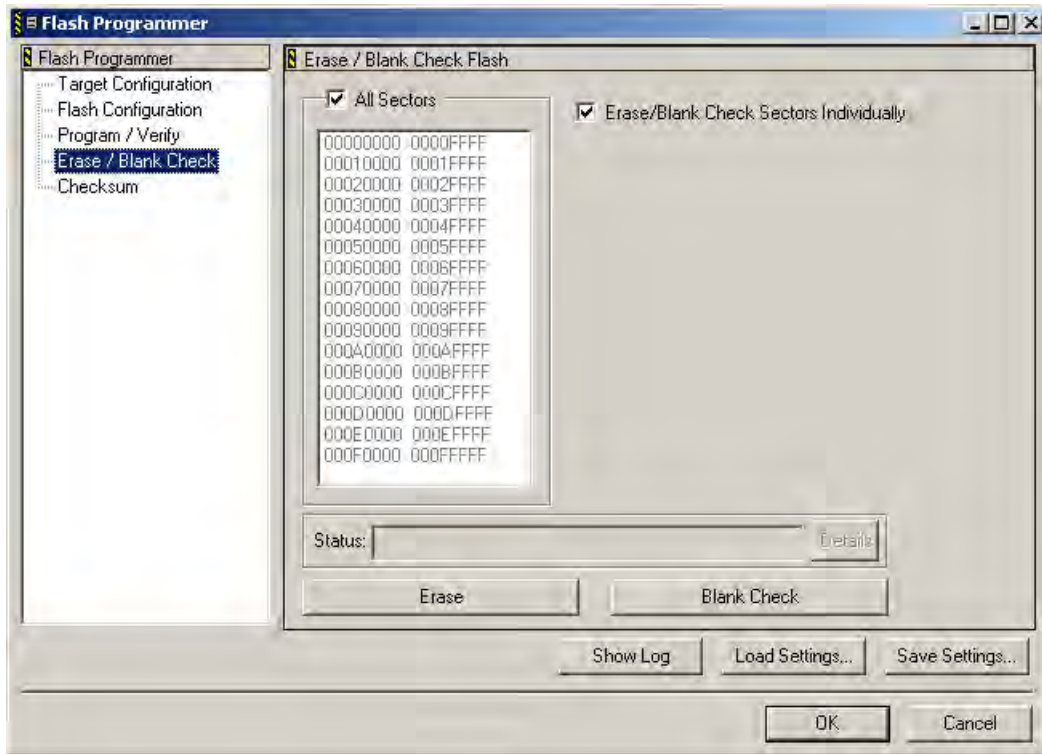 Flash Programmer
Flash Programmer
Target Configuration
Flash Configuration
Program / Verify
Erase / Blank Check
Checksum
Erase / Blank Check Flash
All Sectors
Erase/Blank Check Sectors Individually
00000000 0000FFFF
00010000 0001FFFF
00020000 0002FFFF
00030000 0003FFFF
00040000 0004FFFF
00050000 0005FFFF
00060000 0006FFFF
00070000 0007FFFF
00080000 0008FFFF
00090000 0009FFFF
000A0000 000AFFFF
000B0000 000BFFFF
000C0000 000CFFFF
000D0000 000DFFFF
000E0000 000EFFFF
000F0000 000FFFFF
Status:
Details
Erase
Blank Check
Show Log
Load Settings...
Save Settings...
OK
Cancel